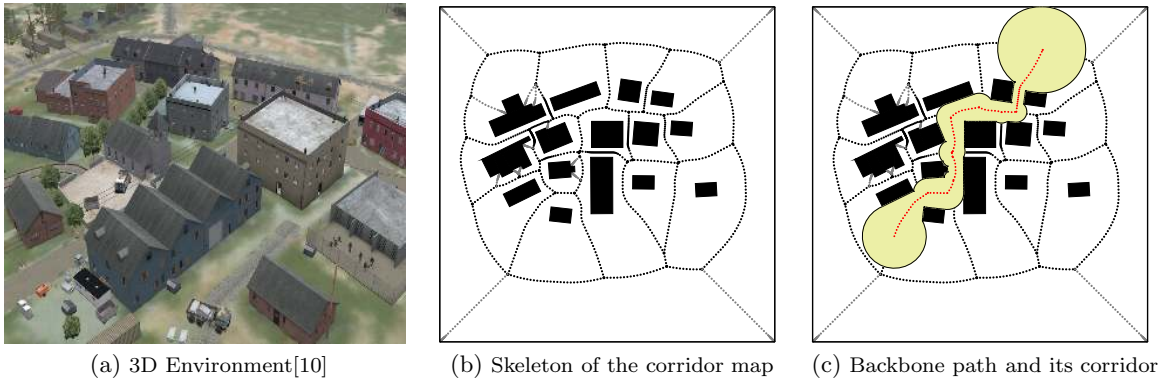 (a) 3D Environment[10]
(b) Skeleton of the corridor map
(c) Backbone path and its corridor